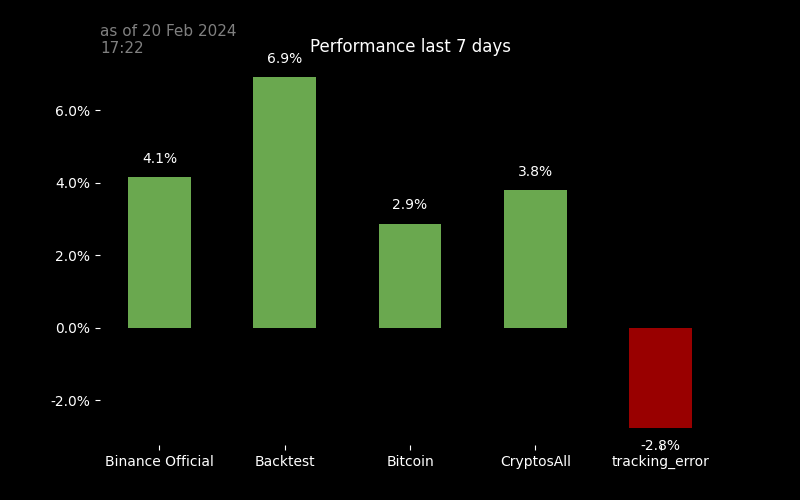 as of 20 Feb 2024
17:22
Performance last 7 days
6.9%
6.0%
4.1%
4.0%
3.8%
2.9%
2.0%
0.0%
-2.0%
-2.8%
Binance Official
Backtest
Bitcoin
CryptosAll
tracking_error